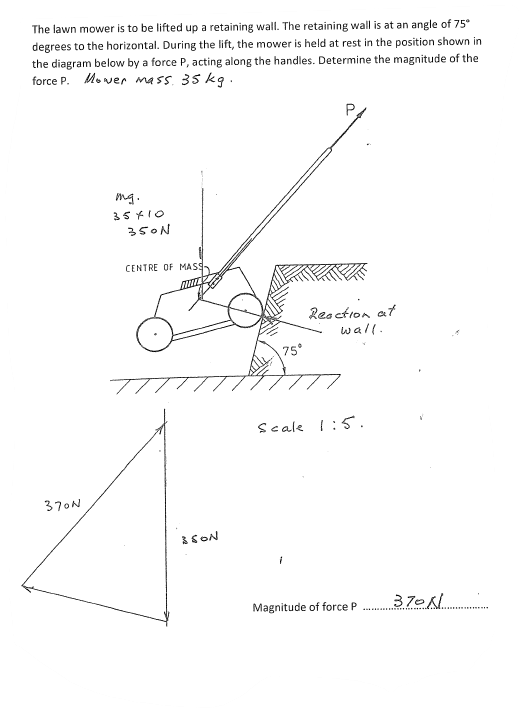 The lawn mower is to be lifted up a retaining wall. The retaining wall is at an angle of 75°
degrees to the horizontal. During the lift, the mower is held at rest in the position shown in
the diagram below by a force P, acting along the handles. Determine the magnitude of the
force P. Mower mass. 35kg.
P
mg.
35 × 10
350N
CENTRE OF MASS
Reaction at
wall.
75°
Scale 1:5.
370N
350N
Magnitude of force P ..........370N..........